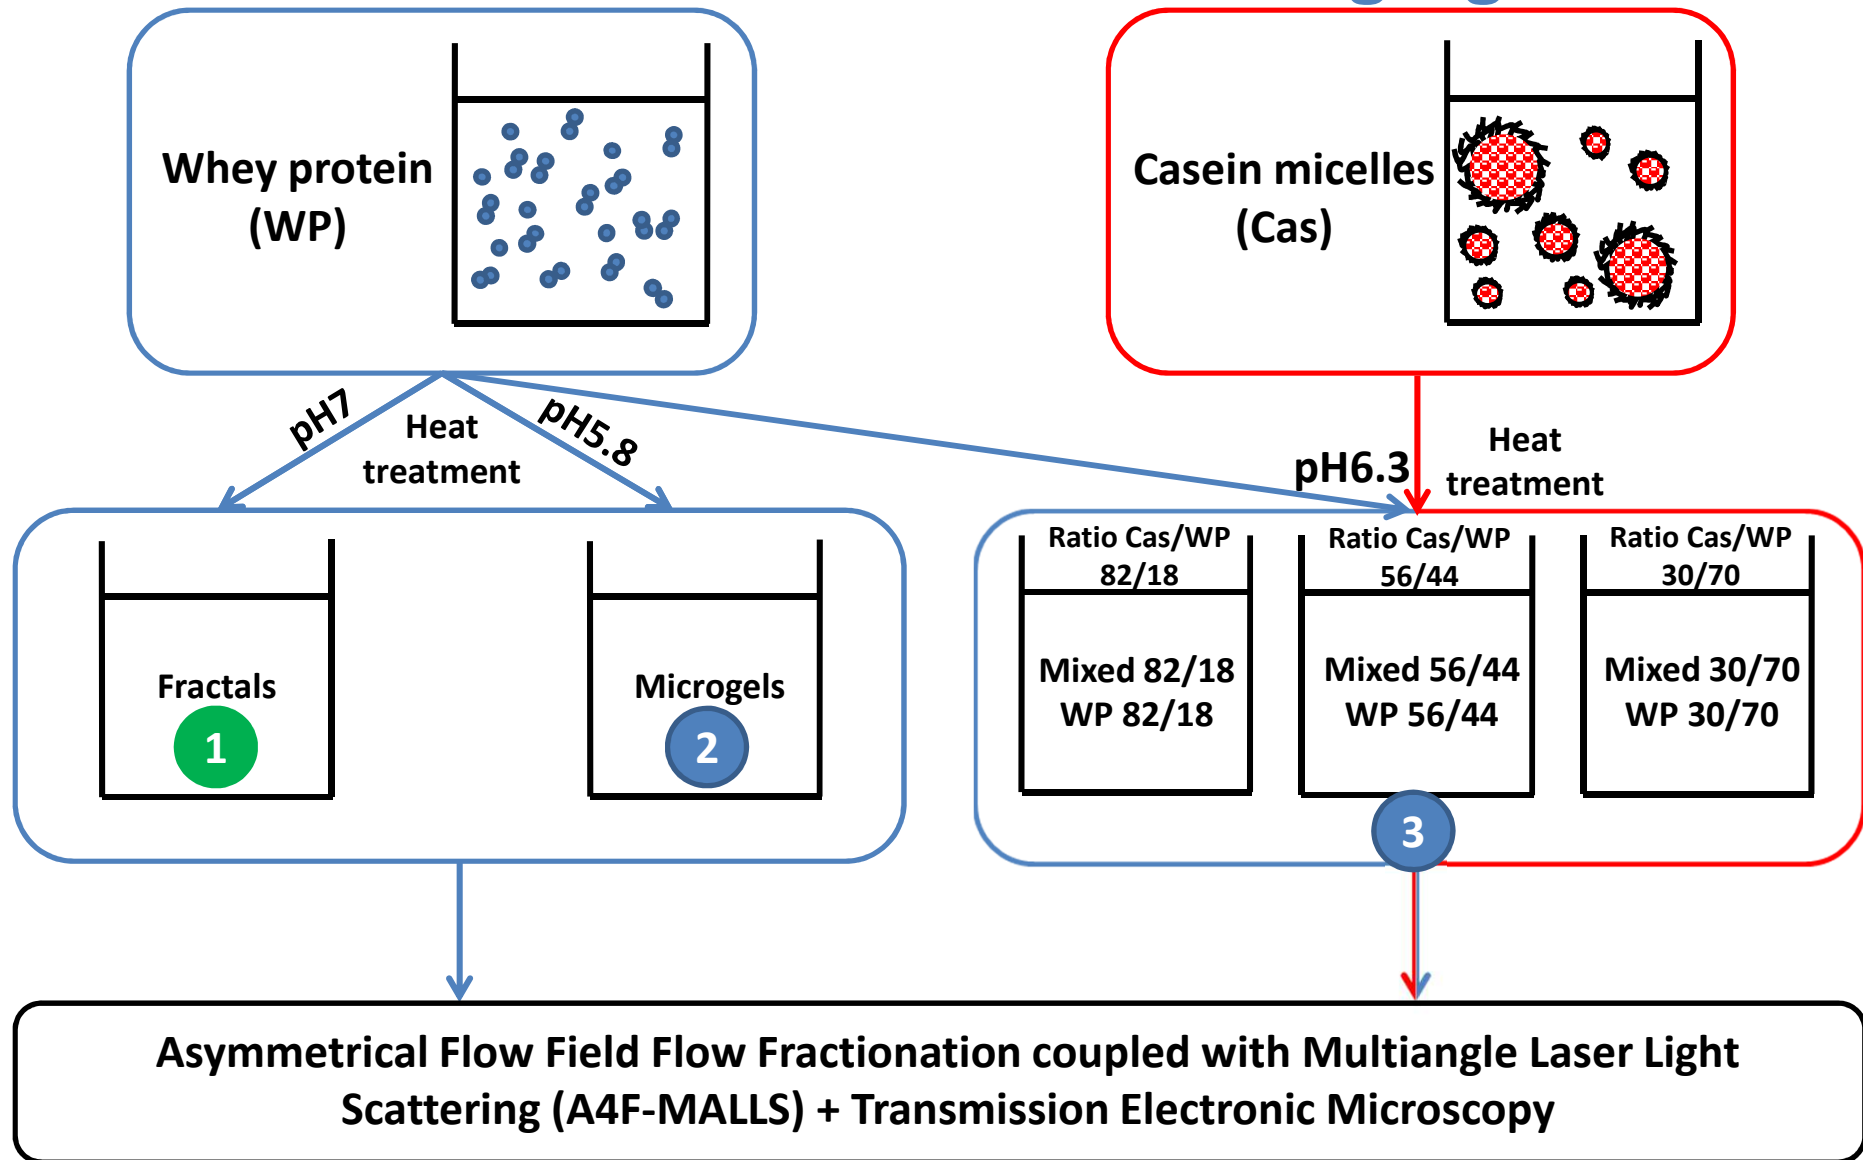 Whey protein
(WP)
Casein micelles
(Cas)
pH7
Heat
treatment
pH5.8
pH6.3
Heat
treatment
Fractals
1
Microgels
2
Ratio Cas/WP
82/18
Mixed 82/18
WP 82/18
Ratio Cas/WP
56/44
Mixed 56/44
WP 56/44
Ratio Cas/WP
30/70
Mixed 30/70
WP 30/70
3
Asymmetrical Flow Field Flow Fractionation coupled with Multiangle Laser Light
Scattering (A4F-MALLS) + Transmission Electronic Microscopy